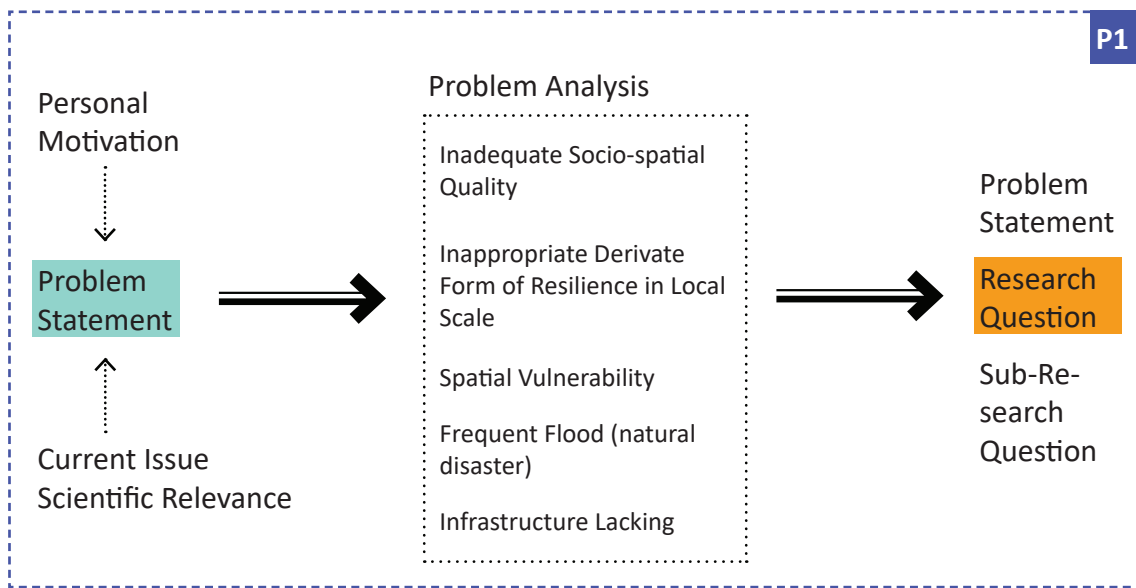 P1
Personal
Motivation
Problem
Statement
Current Issue
Scientific Relevance
Problem Analysis
Inadequate Socio-spatial
Quality
Inappropriate Derivate
Form of Resilience in Local
Scale
Spatial Vulnerability
Frequent Flood (natural
disaster)
Infrastructure Lacking
Problem
Statement
Research
Question
Sub-Re-
search
Question